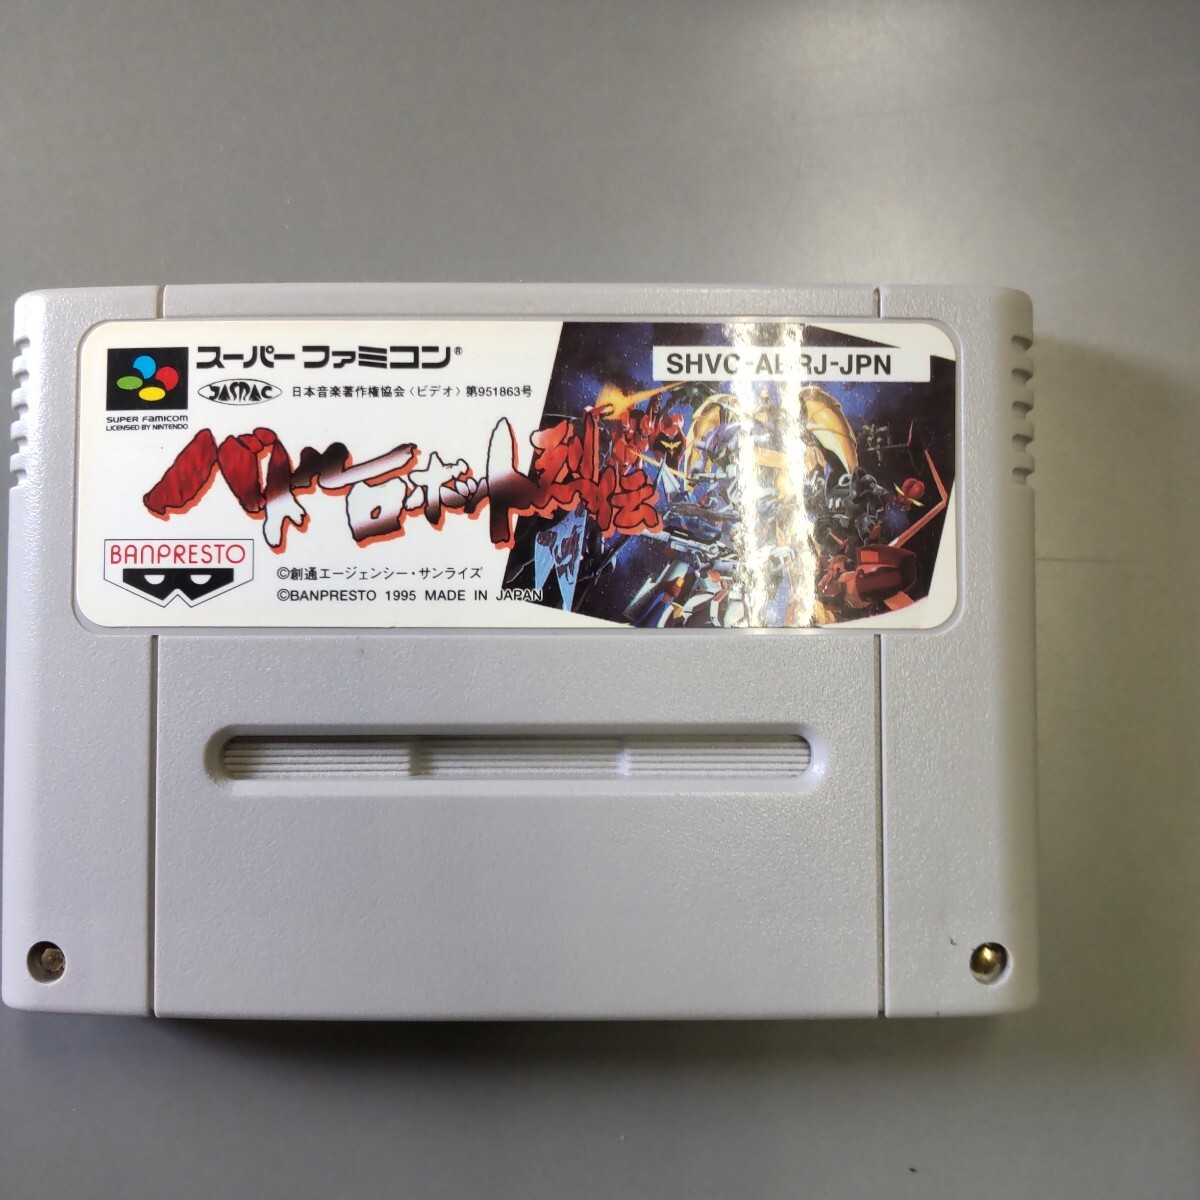 スーパーファミコン®
SUPER FAMICOM
LICENSED BY NINTENDO
JASRAC 日本音楽著作権協会〈ビデオ〉第951863号
SHVC-ABRJ-JPN
バトルロボット烈伝
BANPRESTO
©創通エージェンシー・サンライズ
©BANPRESTO 1995 MADE IN JAPAN